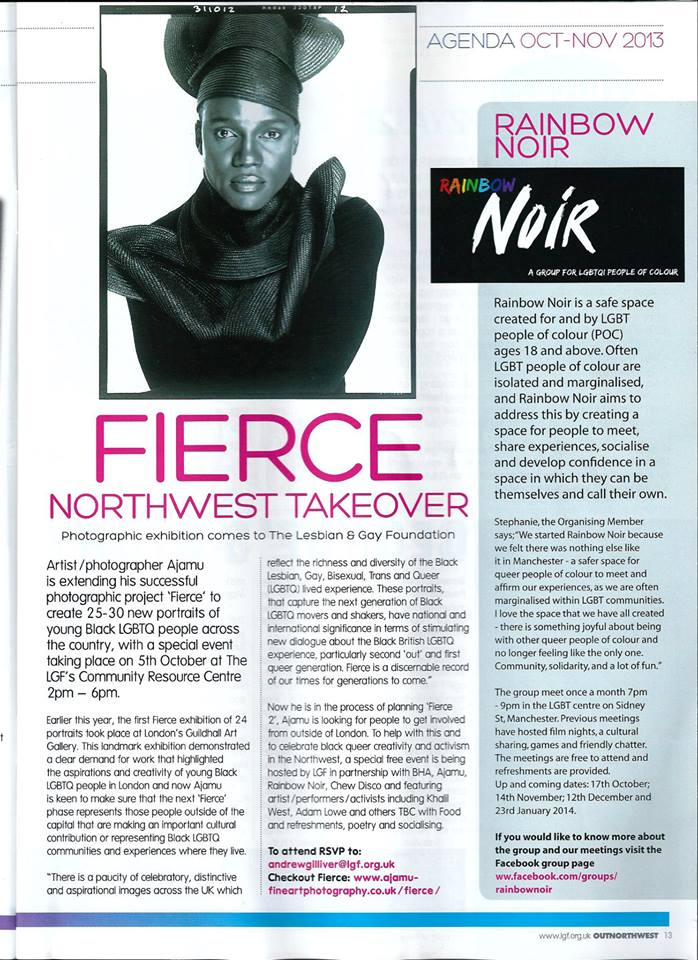 311012
12
AGENDA OCT-NOV 2013
FIERCE
NORTHWEST TAKEOVER
Photographic exhibition comes to The Lesbian & Gay Foundation
Artist/photographer Ajamu
is extending his successful
photographic project 'Fierce' to
create 25-30 new portraits of
young Black LGBTQ people across
the country, with a special event
taking place on 5th October at The
LGF's Community Resource Centre
2pm – 6pm.
Earlier this year, the first Fierce exhibition of 24
portraits took place at London's Guildhall Art
Gallery. This landmark exhibition demonstrated
a clear demand for work that highlighted
the aspirations and creativity of young Black
LGBTQ people in London and now Ajamu
is keen to make sure that the next 'Fierce'
phase represents those people outside of the
capital that are making an important cultural
contribution or representing Black LGBTQ
communities and experiences where they live.
"There is a paucity of celebratory, distinctive
and aspirational images across the UK which
reflect the richness and diversity of the Black
Lesbian, Gay, Bisexual, Trans and Queer
(LGBTQ) lived experience. These portraits,
that capture the next generation of Black
LGBTQ movers and shakers, have national and
international significance in terms of stimulating
new dialogue about the Black British LGBTQ
experience, particularly second 'out' and first
queer generation. Fierce is a discernable record
of our times for generations to come."
Now he is in the process of planning 'Fierce
2', Ajamu is looking for people to get involved
from outside of London. To help with this and
to celebrate black queer creativity and activism
in the Northwest, a special free event is being
hosted by LGF in partnership with BHA, Ajamu,
Rainbow Noir, Chew Disco and featuring
artist/performers/activists including Khalil
West, Adam Lowe and others TBC with Food
and refreshments, poetry and socialising.
To attend RSVP to:
andrewgilliver@lgf.org.uk
Checkout Fierce: www.ajamu-
fineartphotography.co.uk/fierce/
RAINBOW
NOIR
RAINBOW
NOIR
A GROUP FOR LGBTQI PEOPLE OF COLOUR
Rainbow Noir is a safe space
created for and by LGBT
people of colour (POC)
ages 18 and above. Often
LGBT people of colour are
isolated and marginalised,
and Rainbow Noir aims to
address this by creating a
space for people to meet,
share experiences, socialise
and develop confidence in a
space in which they can be
themselves and call their own.
Stephanie, the Organising Member
says;"We started Rainbow Noir because
we felt there was nothing else like
it in Manchester - a safer space for
queer people of colour to meet and
affirm our experiences, as we are often
marginalised within LGBT communities.
I love the space that we have all created
- there is something joyful about being
with other queer people of colour and
no longer feeling like the only one.
Community, solidarity, and a lot of fun."
The group meet once a month 7pm
- 9pm in the LGBT centre on Sidney
St, Manchester. Previous meetings
have hosted film nights, a cultural
sharing, games and friendly chatter.
The meetings are free to attend and
refreshments are provided.
Up and coming dates: 17th October;
14th November; 12th December and
23rd January 2014.
If you would like to know more about
the group and our meetings visit the
Facebook group page
ww.facebook.com/groups/
rainbownoir
www.lgf.org.uk OUTNORTHWEST 13